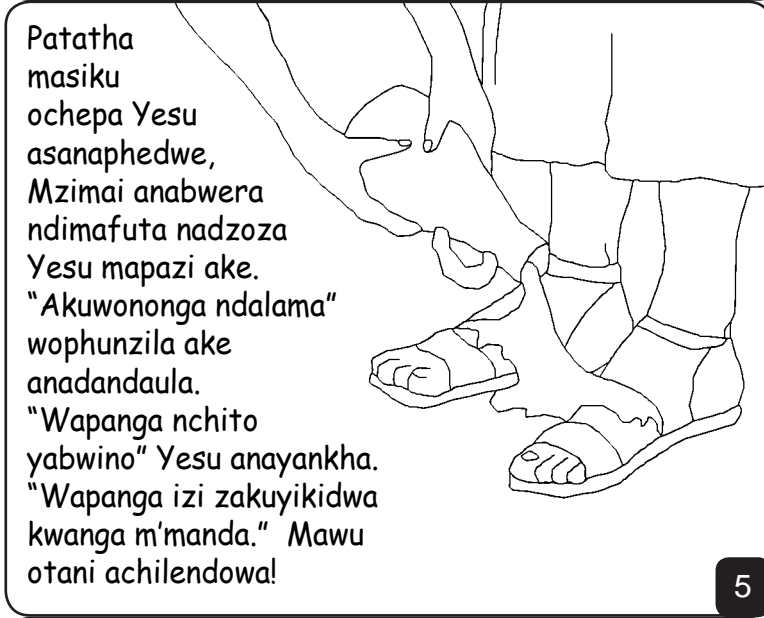 Patatha
masiku
ochepa Yesu
asanaphedwe,
Mzimai anabwera
ndimafuta nadzoza
Yesu mapazi ake.
“Akuwononga ndalama”
wophunzila ake
anadandaula.
“Wapanga nchito
yabwino” Yesu anayankha.
“Wapanga izi zakuyikidwa
kwanga m’manda.”  Mawu
otani achilendowa!
5